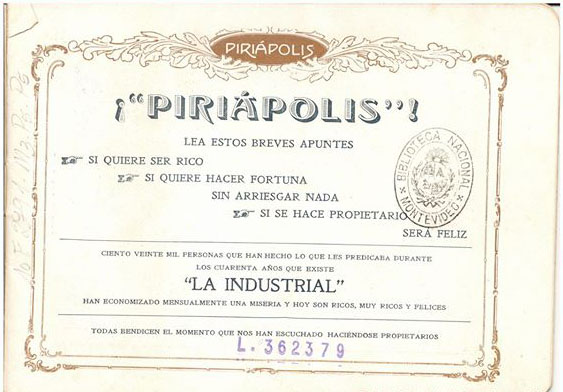 PIRIÁPOLIS
¡"PIRIÁPOLIS"!
LEA ESTOS BREVES APUNTES
SI QUIERE SER RICO
SI QUIERE HACER FORTUNA
SIN ARRIESGAR NADA
SI SE HACE PROPIETARIO
SERÁ FELIZ
BIBLIOTECA NACIONAL
MONTEVIDEO
CIENTO VEINTE MIL PERSONAS QUE HAN HECHO LO QUE LES PREDICABA DURANTE
LOS CUARENTA AÑOS QUE EXISTE
"LA INDUSTRIAL"
HAN ECONOMIZADO MENSUALMENTE UNA MISERIA Y HOY SON RICOS, MUY RICOS Y FELICES
TODAS BENDICEN EL MOMENTO QUE NOS HAN ESCUCHADO HACIÉNDOSE PROPIETARIOS
L. 362379